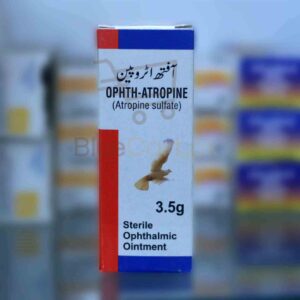 آفتھ اٹروپین
OPHTH-ATROPINE
(Atropine sulfate)
3.5g
Sterile
Ophthalmic
Ointment